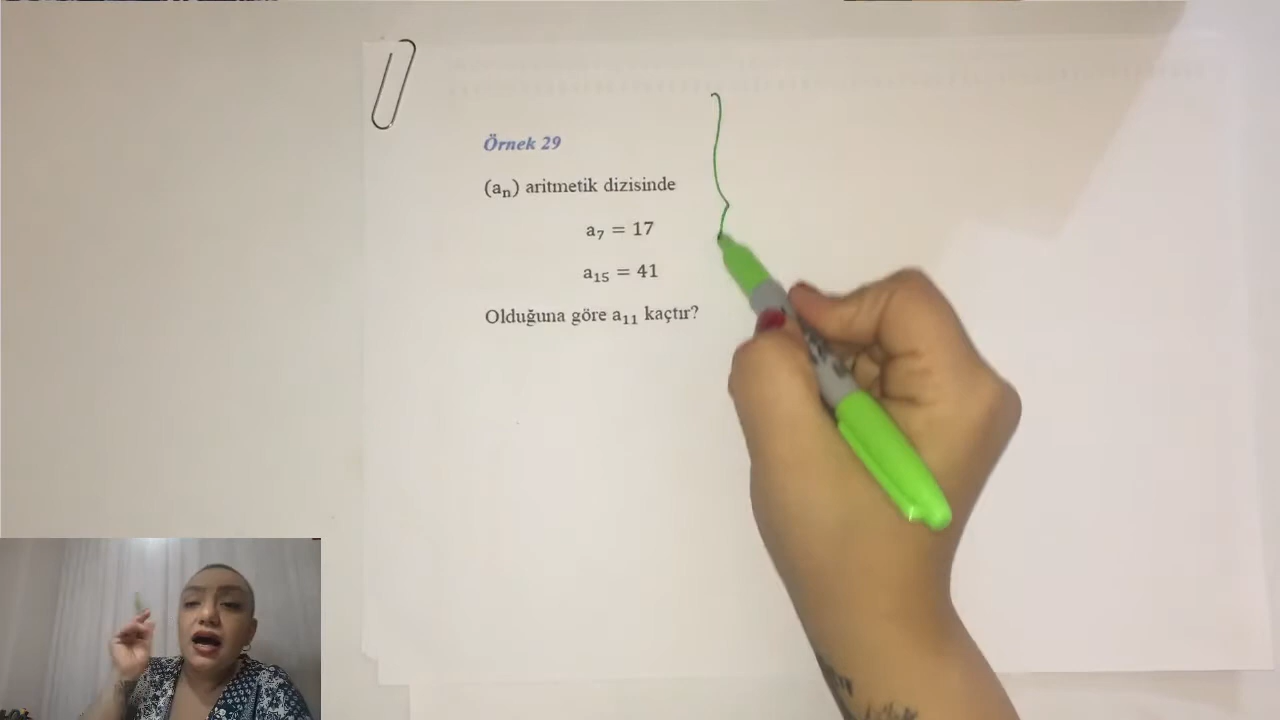 Örnek 29
(aₙ) aritmetik dizisinde
a₇ = 17
a₁₅ = 41
Olduğuna göre a₁₁ kaçtır?